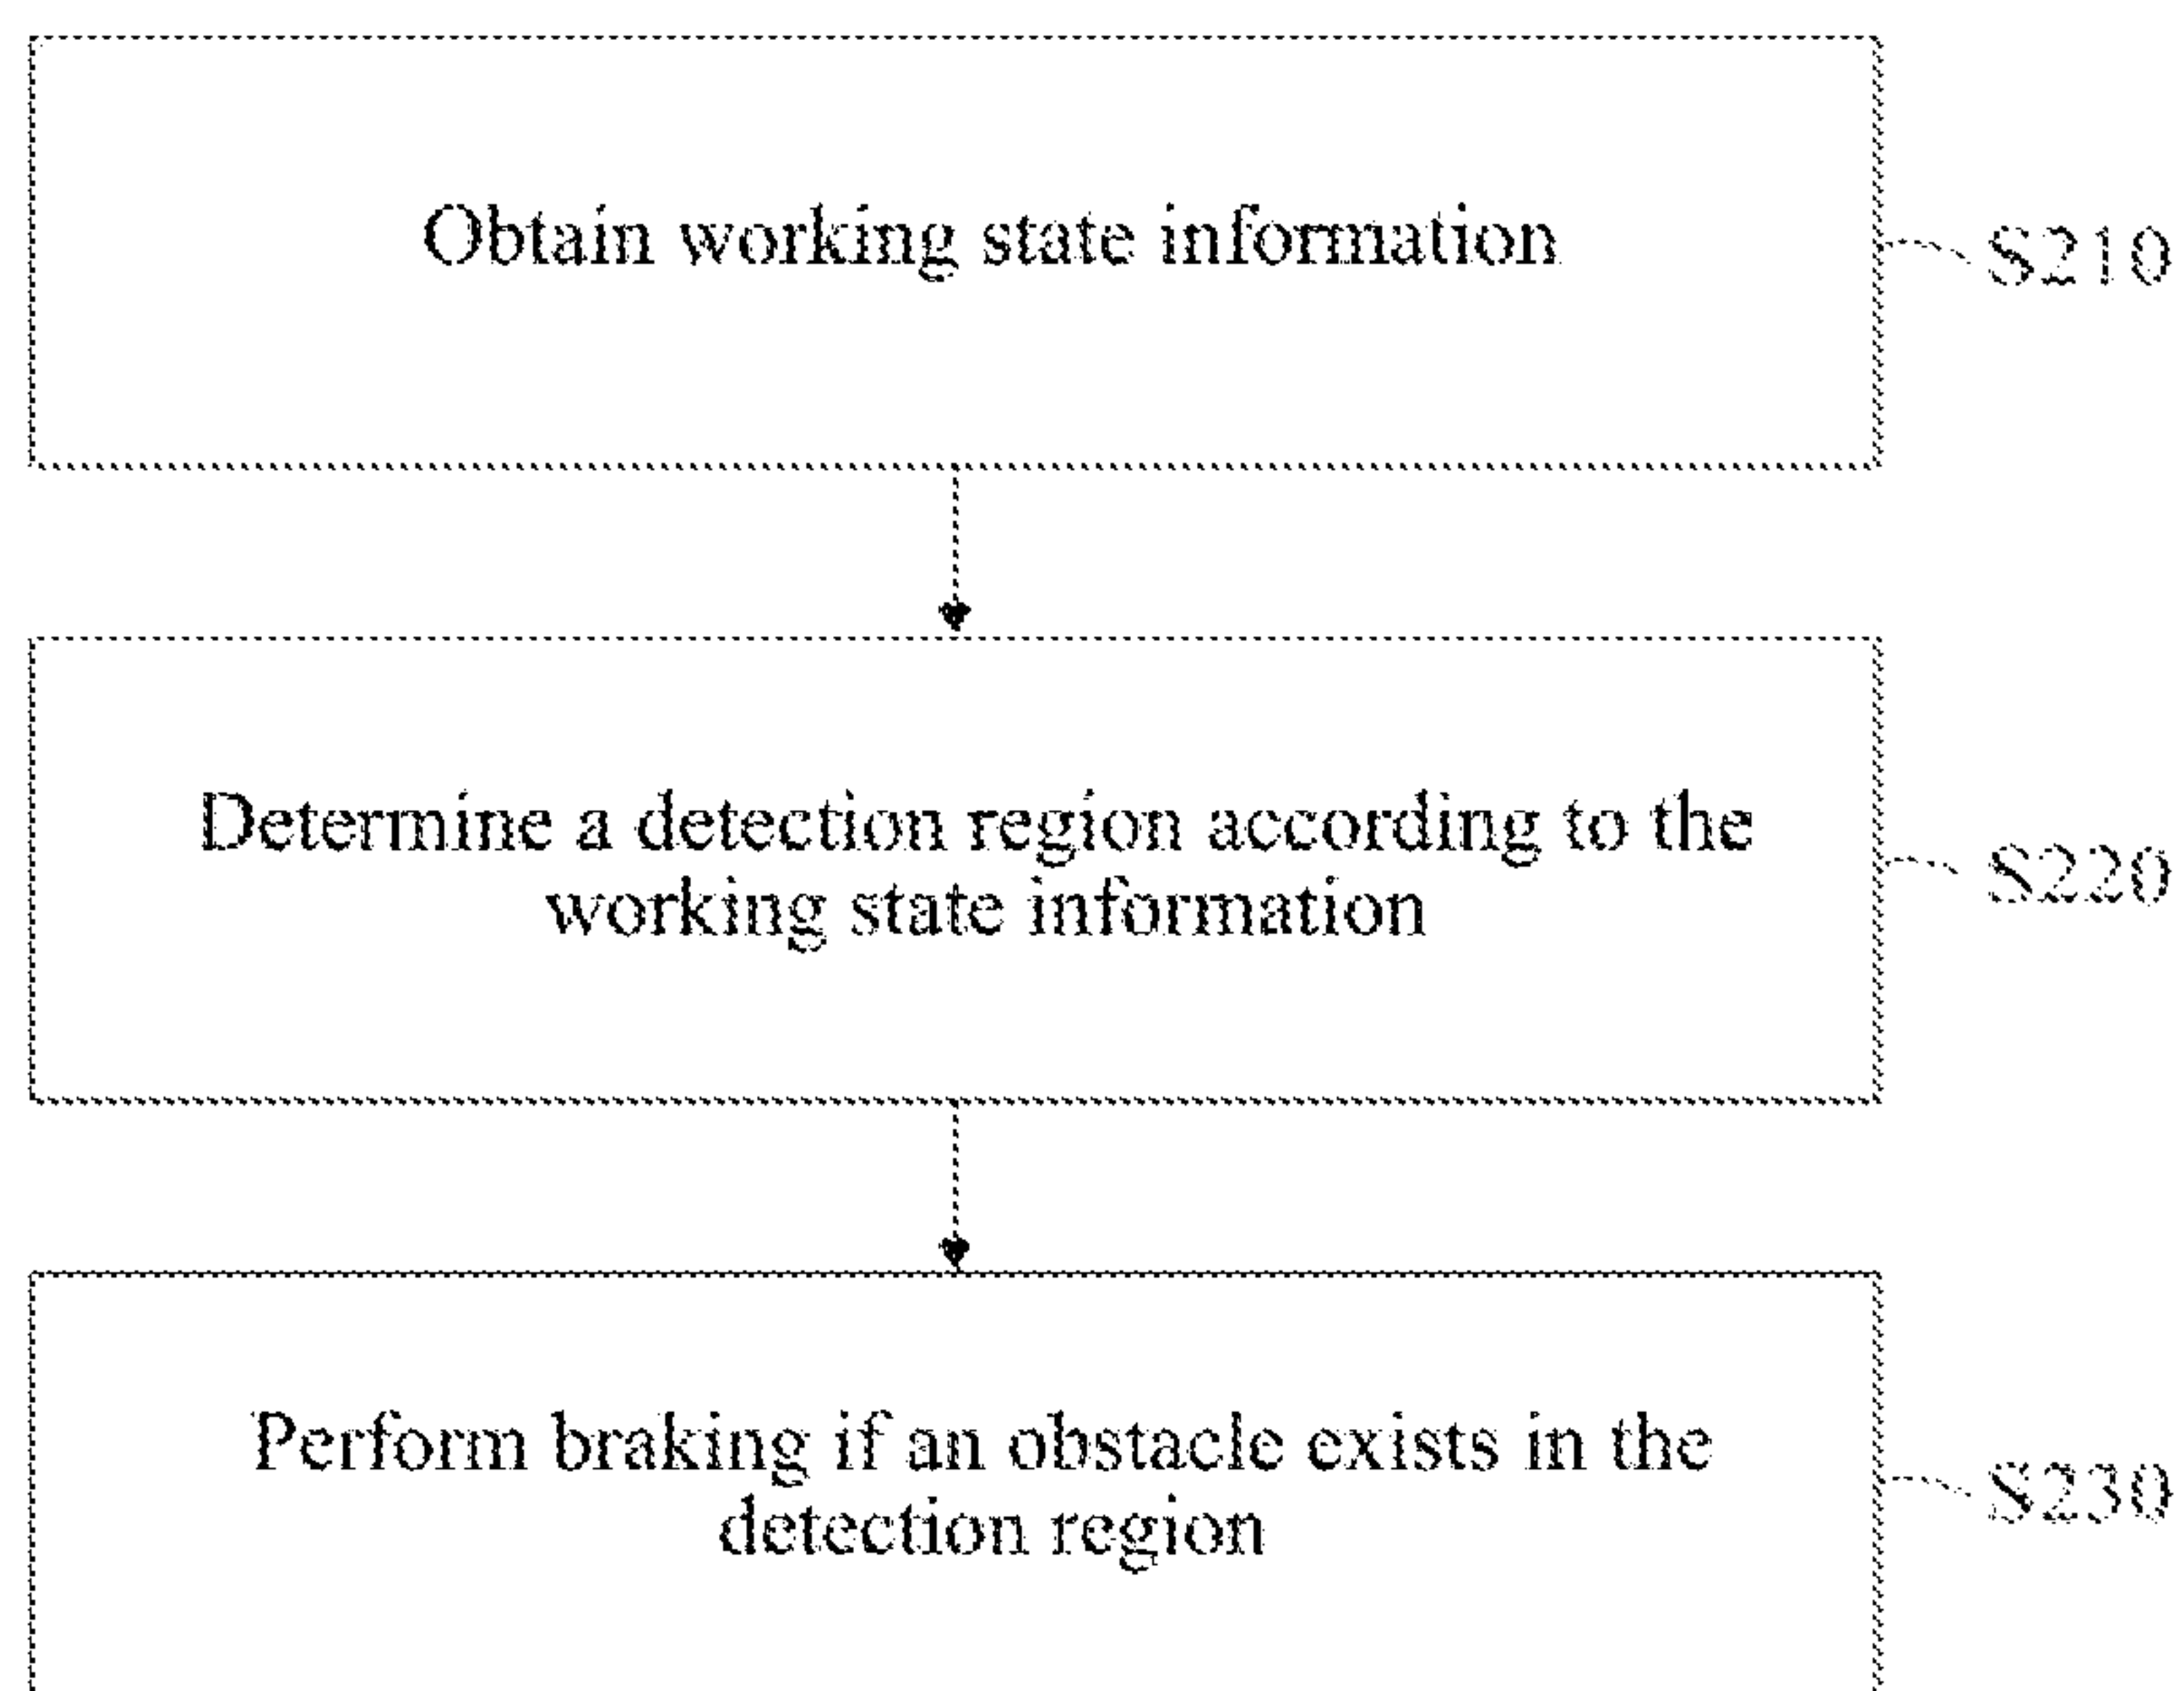 Obtain working state information
S210
Determine a detection region according to the
working state information
S220
Perform braking if an obstacle exists in the
detection region
S230